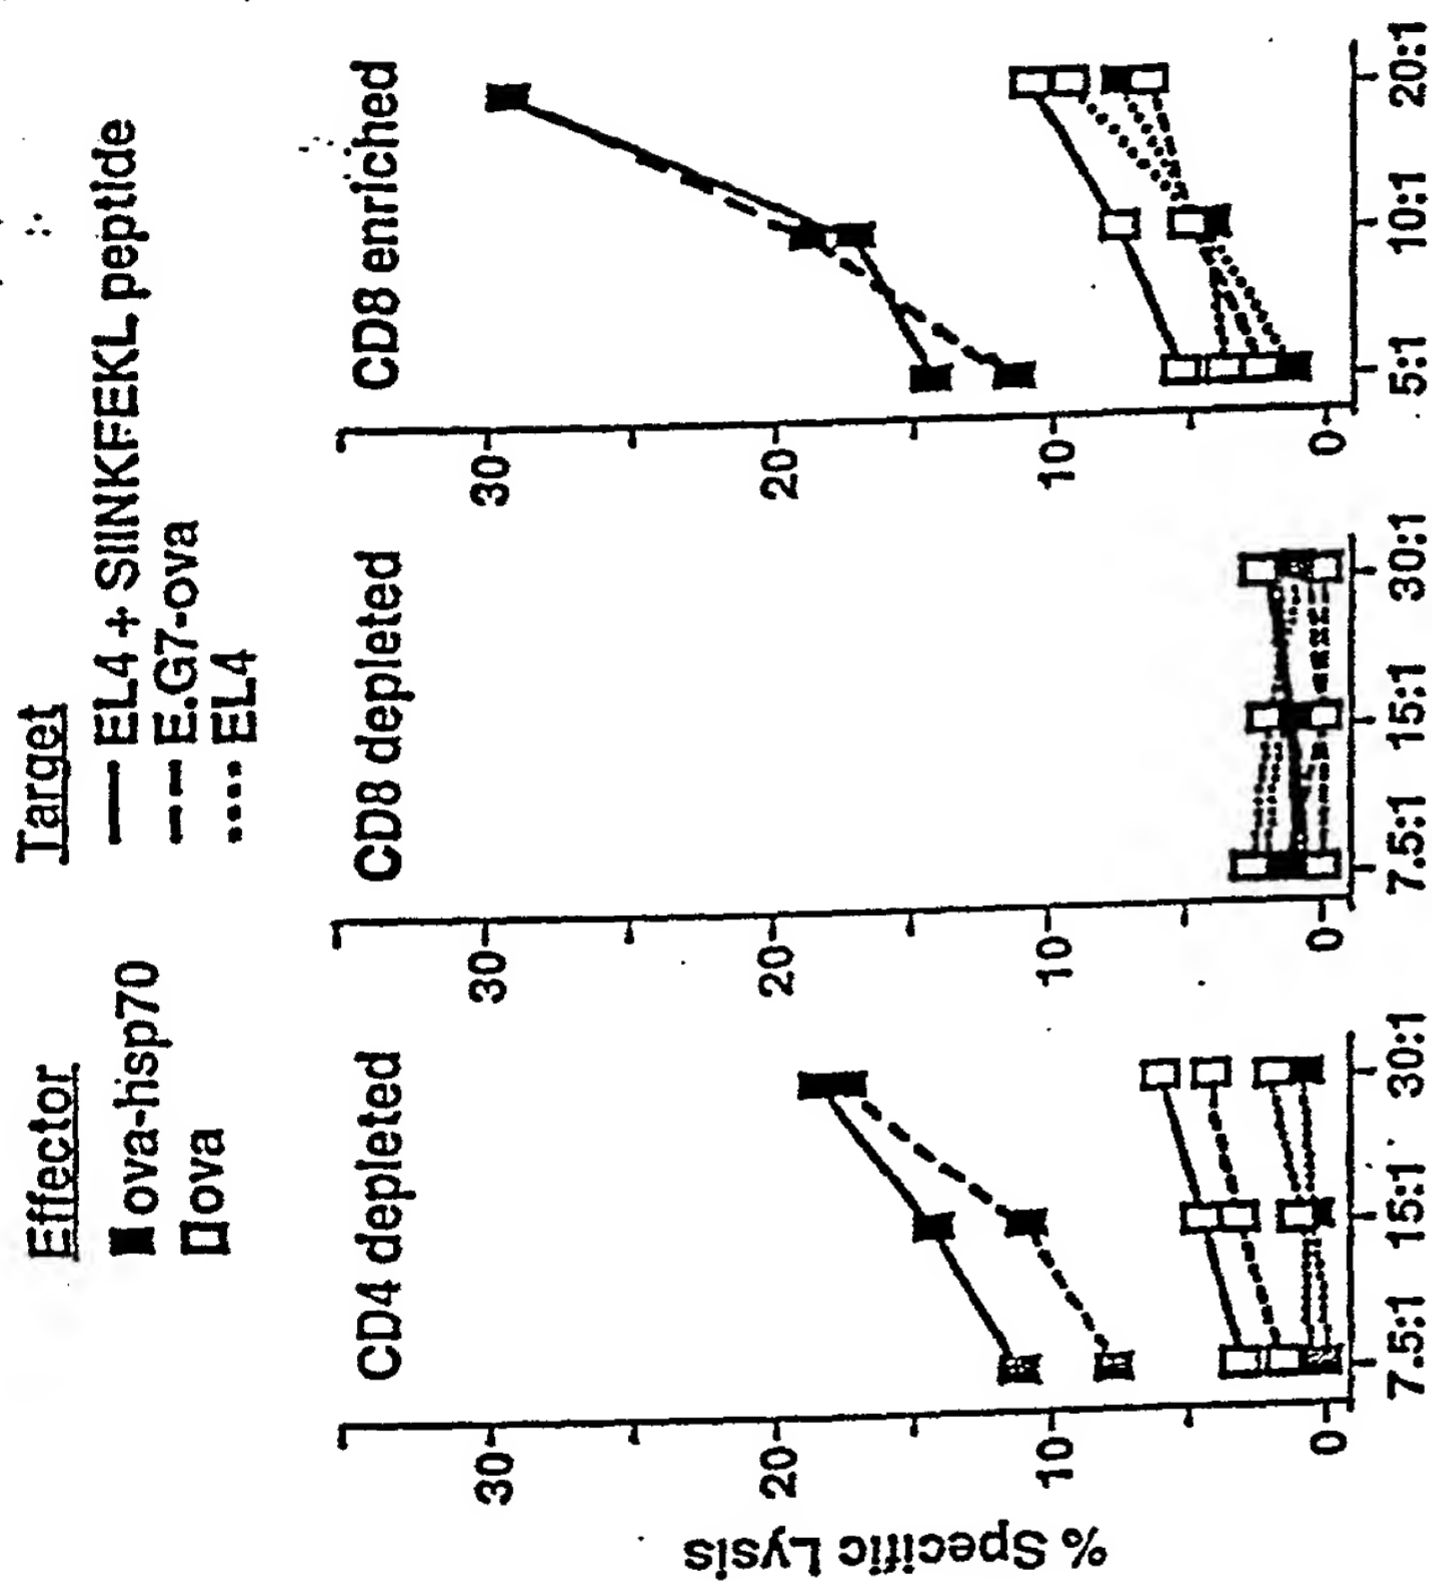 Effector
ova-hsp70
ova
Target
EL4 + SIINKFEKL peptide
E.G7-ova
EL4
% Specific Lysis
CD4 depleted
30
20
10
0
7.5:1 15:1 30:1
CD8 depleted
30
20
10
0
7.5:1 15:1 30:1
CD8 enriched
30
20
10
0
5:1 10:1 20:1